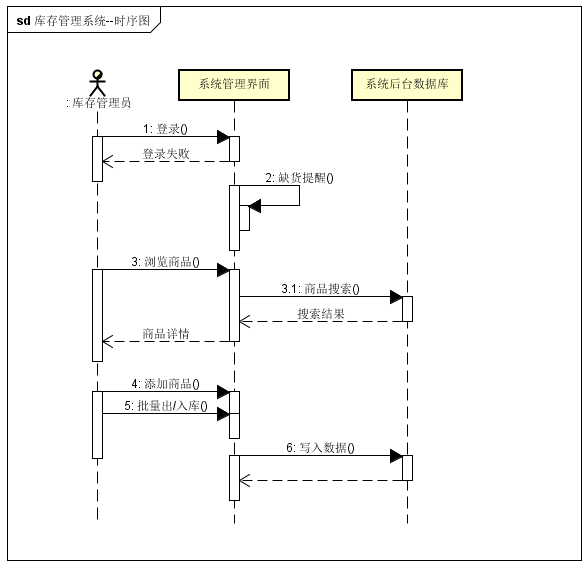 sd 库存管理系统--时序图
: 库存管理员
系统管理界面
系统后台数据库
1: 登录()
登录失败
2: 缺货提醒()
3: 浏览商品()
3.1: 商品搜索()
搜索结果
商品详情
4: 添加商品()
5: 批量出/入库()
6: 写入数据()